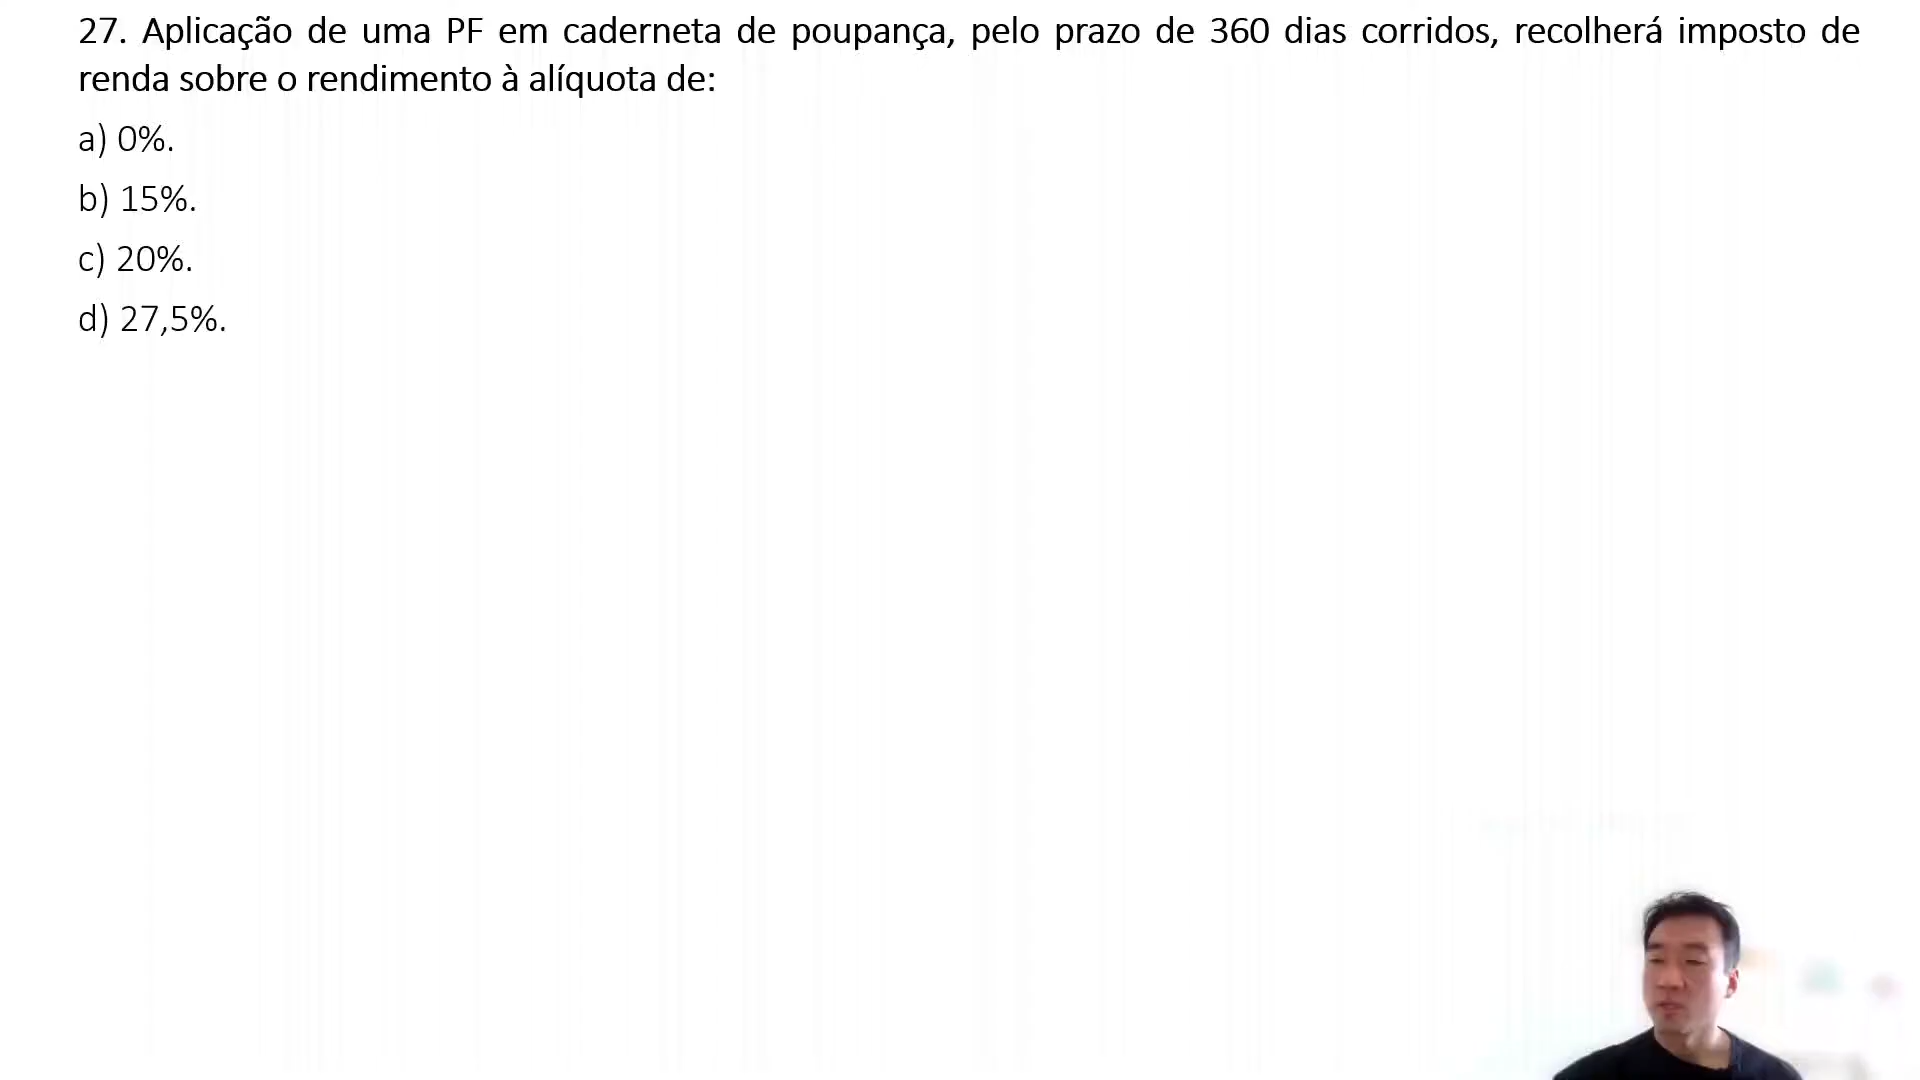 27. Aplicação de uma PF em caderneta de poupança, pelo prazo de 360 dias corridos, recolherá imposto de
renda sobre o rendimento à alíquota de:
a) 0%.
b) 15%.
c) 20%.
d) 27,5%.